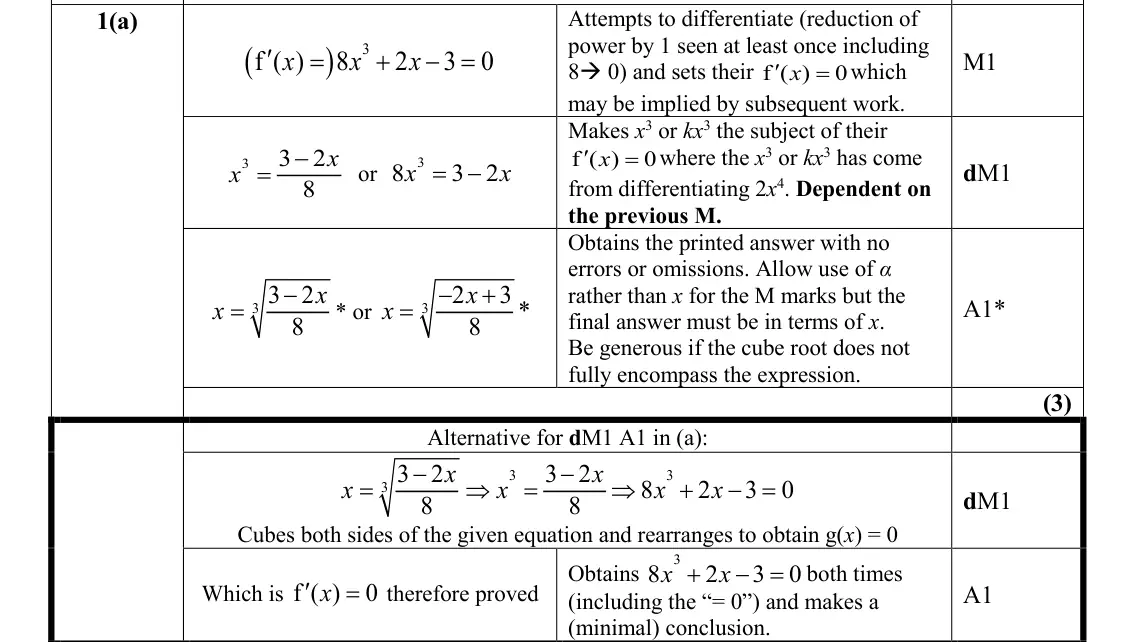 1(a)
(f′(x) =)8x³ + 2x − 3 = 0
Attempts to differentiate (reduction of
power by 1 seen at least once including
8→ 0) and sets their f′(x) = 0 which
may be implied by subsequent work.
M1
x³ = (3 − 2x)/8 or 8x³ = 3 − 2x
Makes x³ or kx³ the subject of their
f′(x) = 0 where the x³ or kx³ has come
from differentiating 2x⁴. Dependent on
the previous M.
dM1
x = ∛((3 − 2x)/8) * or x = ∛((−2x + 3)/8) *
Obtains the printed answer with no
errors or omissions. Allow use of α
rather than x for the M marks but the
final answer must be in terms of x.
Be generous if the cube root does not
fully encompass the expression.
A1*
(3)
Alternative for dM1 A1 in (a):
x = ∛((3 − 2x)/8) ⇒ x³ = (3 − 2x)/8 ⇒ 8x³ + 2x − 3 = 0
Cubes both sides of the given equation and rearranges to obtain g(x) = 0
dM1
Which is f′(x) = 0 therefore proved
Obtains 8x³ + 2x − 3 = 0 both times
(including the “= 0”) and makes a
(minimal) conclusion.
A1